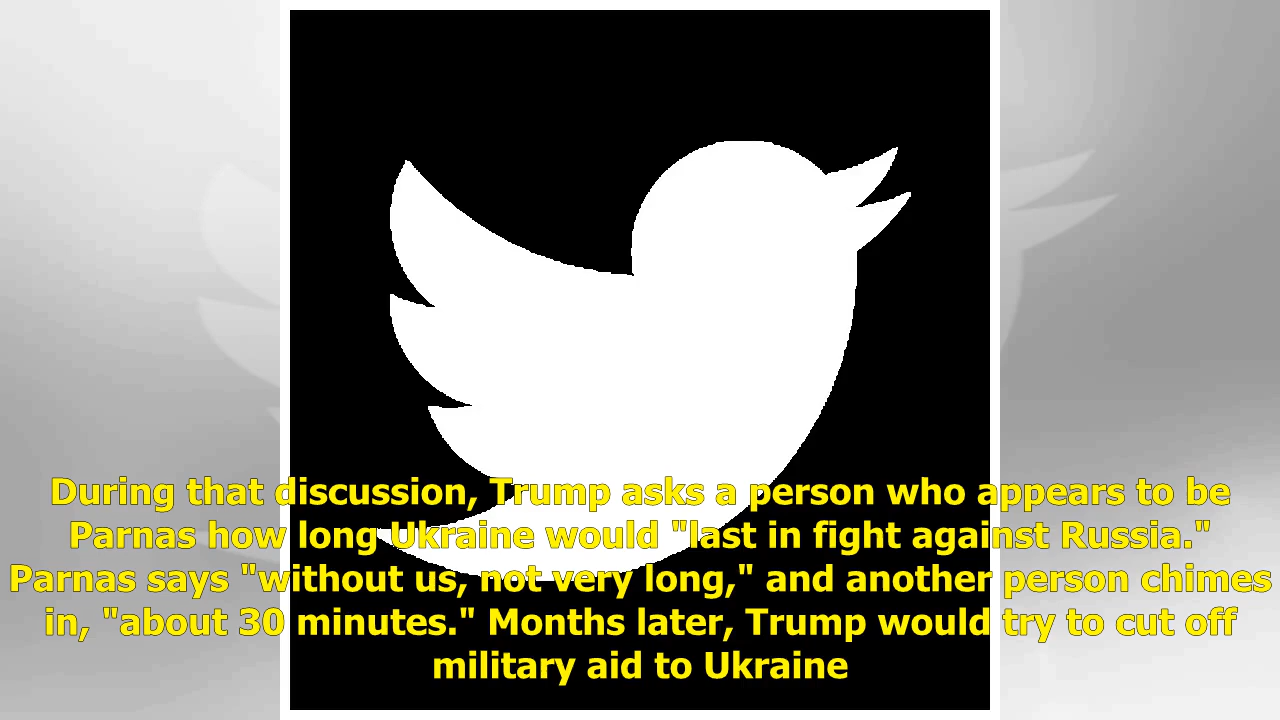 During that discussion, Trump asks a person who appears to be
Parnas how long Ukraine would "last in fight against Russia."
Parnas says "without us, not very long," and another person chimes
in, "about 30 minutes." Months later, Trump would try to cut off
military aid to Ukraine